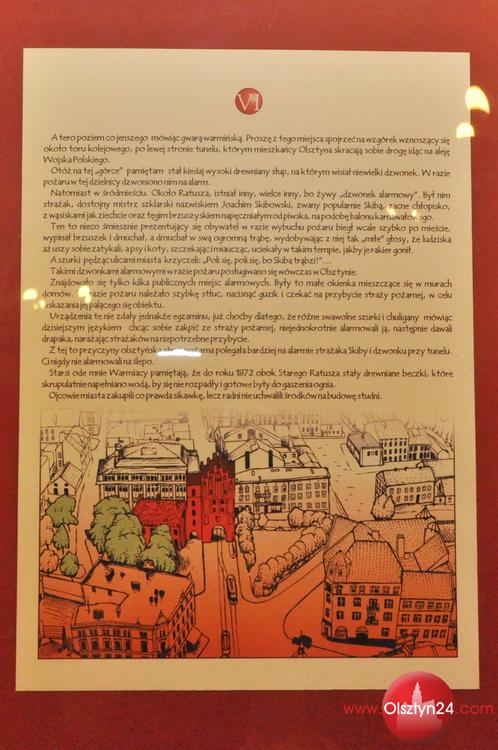 VI
A tero poziem co jenszego mówiąc gwarą warmińską. Proszę z tego miejsca spojrzeć na wzgórek wznoszący się
około toru kolejowego, po lewej stronie tunelu, którym mieszkańcy Olsztyna skracają sobie drogę idąc na aleję
Wojska Polskiego.
Otóż na tej „górce” pamiętam stał kiedaj wysoki drewniany słup, na którym wisiał niewielki dzwonek. W razie
pożaru w tej dzielnicy dzwoniono nim na alarm.
Natomiast w śródmieściu. Około Ratusza, istniał inny, wielce inny, bo żywy „dzwonek alarmowy”. Był nim
strażak, dostojny mistrz szklarski nazwiskiem Joachim Skibowski, zwany popularnie Skibą, zacne chłopisko,
z wąsiskami jak ziechcie oraz tęgim brzuszyskiem napęczniałym od piwska, na podobę balonu
Ten to nieco śmiesznie prezentujący się obywatel w razie wybuchu pożaru biegł wcale szybko po mieście,
wypinał brzuszek i dmuchał, a dmuchał w swą ogromną trąbę, wydobywając z niej tak „miłe” głosy, że ludziska
aż uszy sobie zatykali, a psy i koty, szczekając i miaucząc, uciekały w takim tempie, jakby je rakier gonił.
A szurki pędząc ulicami miasta krzyczeli: „Poli się, poli się, bo Skiba trąbzi!”...
Takimi dzwonkami alarmowymi w razie pożaru posługiwano się wówczas w Olsztynie.
Znajdowało się tylko kilka publicznych miejsc alarmowych. Były to małe okienka mieszczące się w murach
domów. razie pożaru należało szybkę stłuc, nacisnąć guzik i czekać na przybycie straży pożarnej, w celu
wskazania jej palącego się obiektu.
Urządzenia te nie zdały jednakże egzaminu, już choćby dlatego, że różne swawolne szurki i chuligany mówiąc
dzisiejszym językiem chcąc sobie zakpić ze straży pożarnej, niejednokrotnie alarmowali ją, następnie dawali
drapaka, narażając strażaków na niepotrzebne przybycie.
Z tej to przyczyny olsztyńska straż pożarna polegała bardziej na alarmie strażaka Skiby i dzwonku przy tunelu.
Ci nigdy nie alarmowali na ślepo.
Starsi ode mnie Warmiacy pamiętają, że do roku 1872 obok Starego Ratusza stały drewniane beczki, które
skrupulatnie napełniano wodą, by się nie rozpadły i gotowe były do gaszenia ognia.
Ojcowie miasta zakupili co prawda sikawkę, lecz radni nie uchwalili środków na budowę studni.
www.Olsztyn24.com